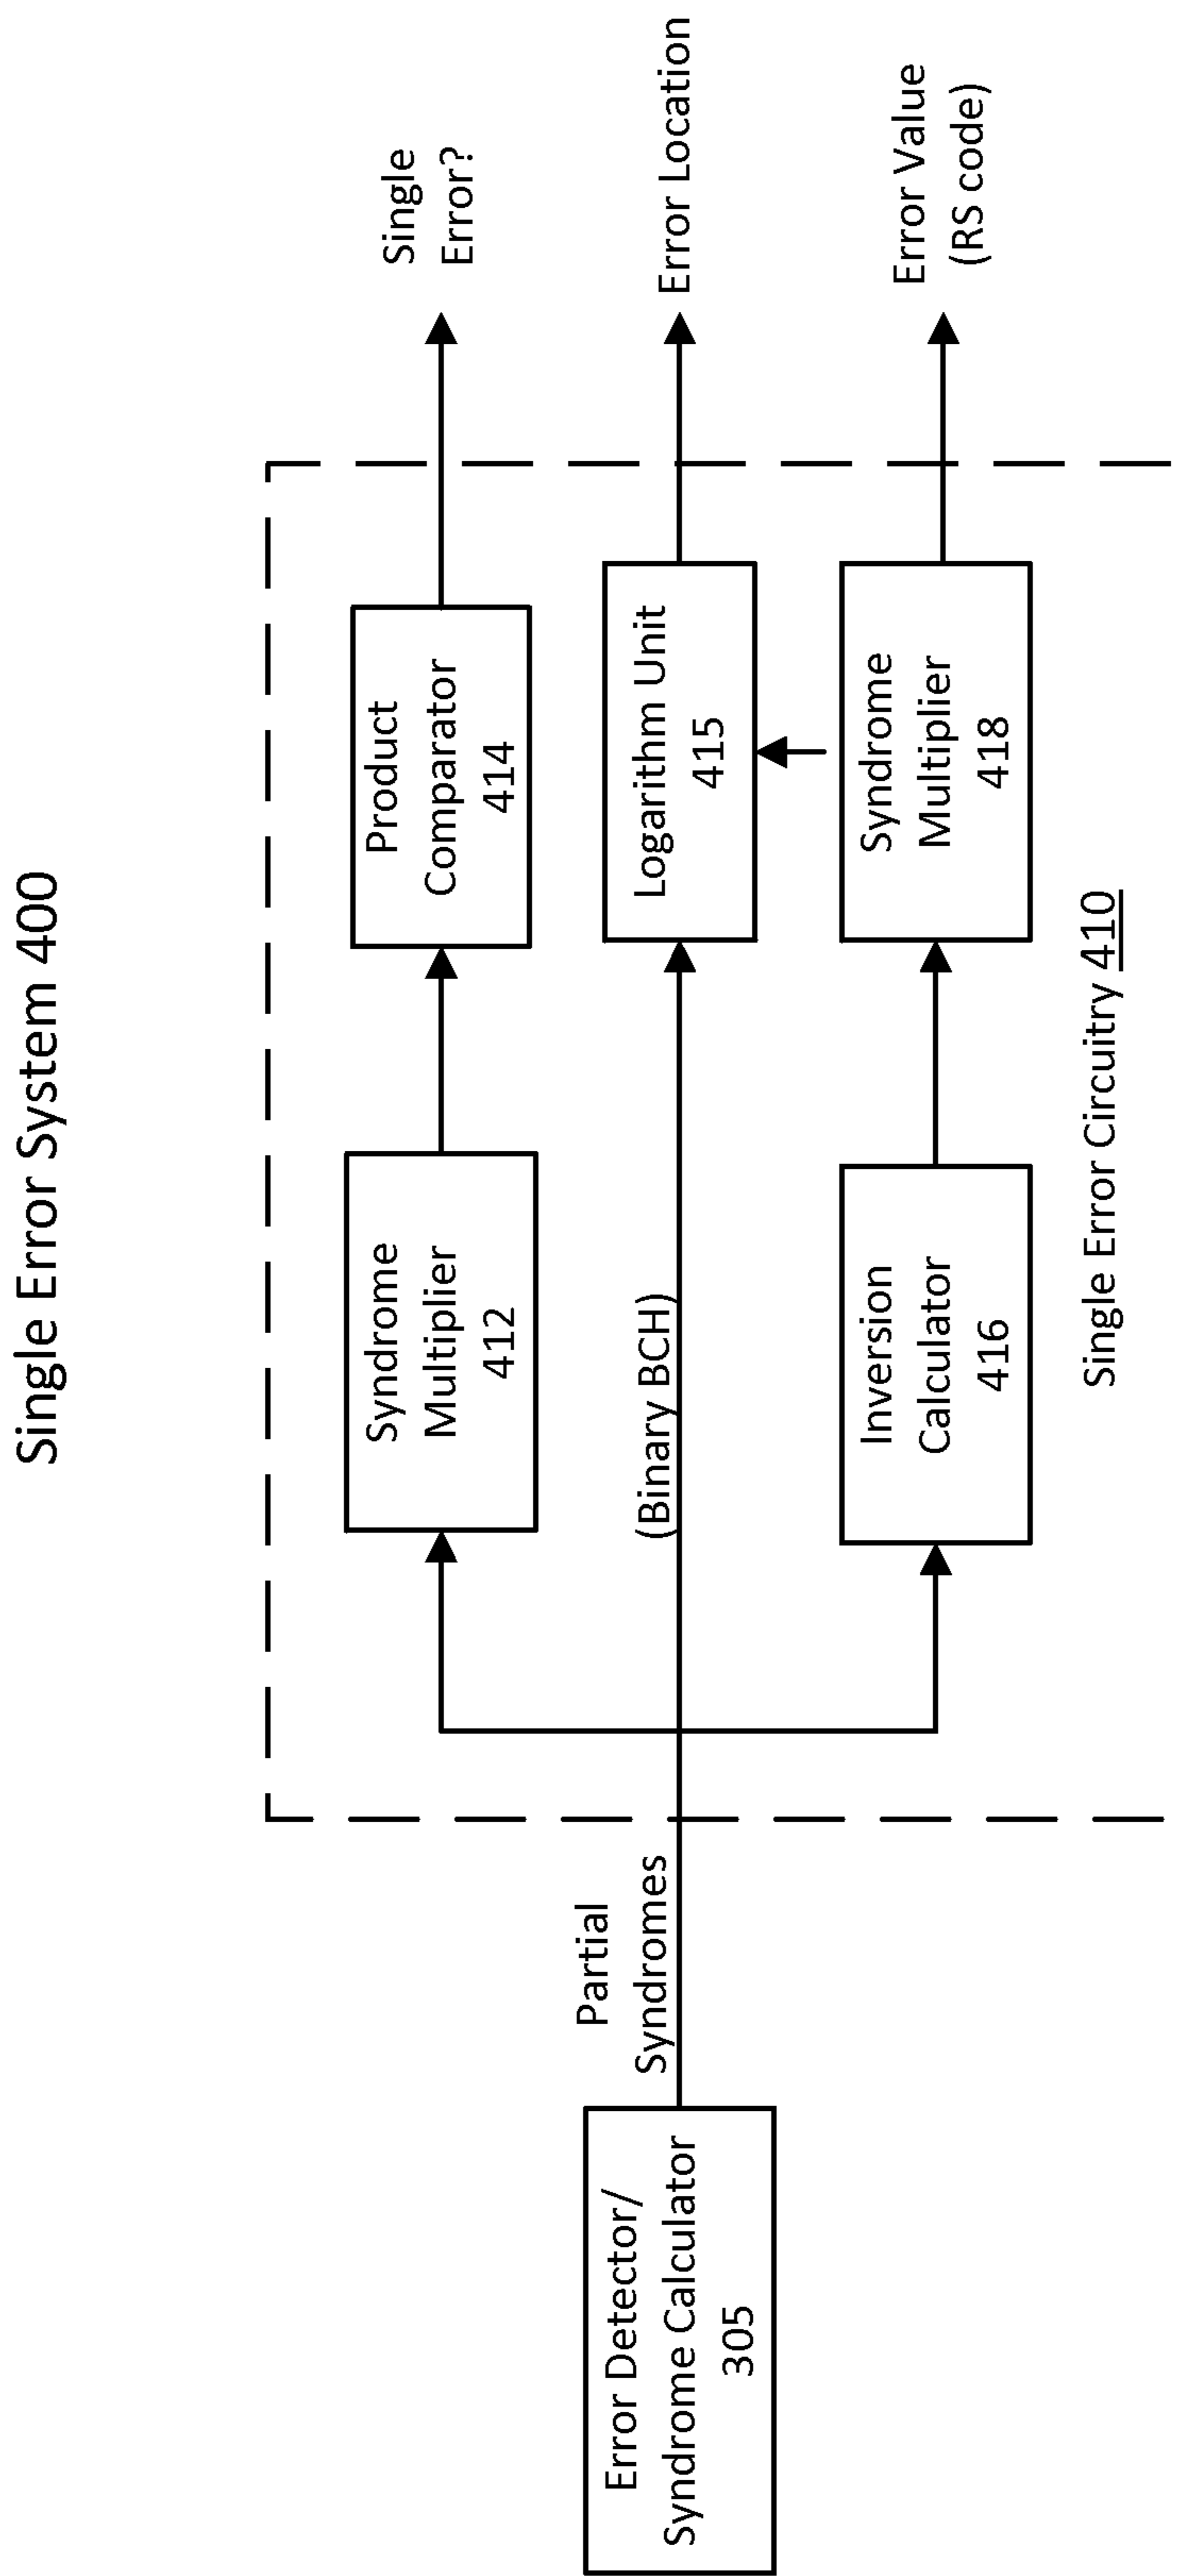 Single Error System 400
Error Detector/
Syndrome Calculator
305
Partial
Syndromes
Syndrome
Multiplier
412
Product
Comparator
414
Single
Error?
(Binary BCH)
Logarithm Unit
415
Error Location
Inversion
Calculator
416
Syndrome
Multiplier
418
Error Value
(RS code)
Single Error Circuitry 410